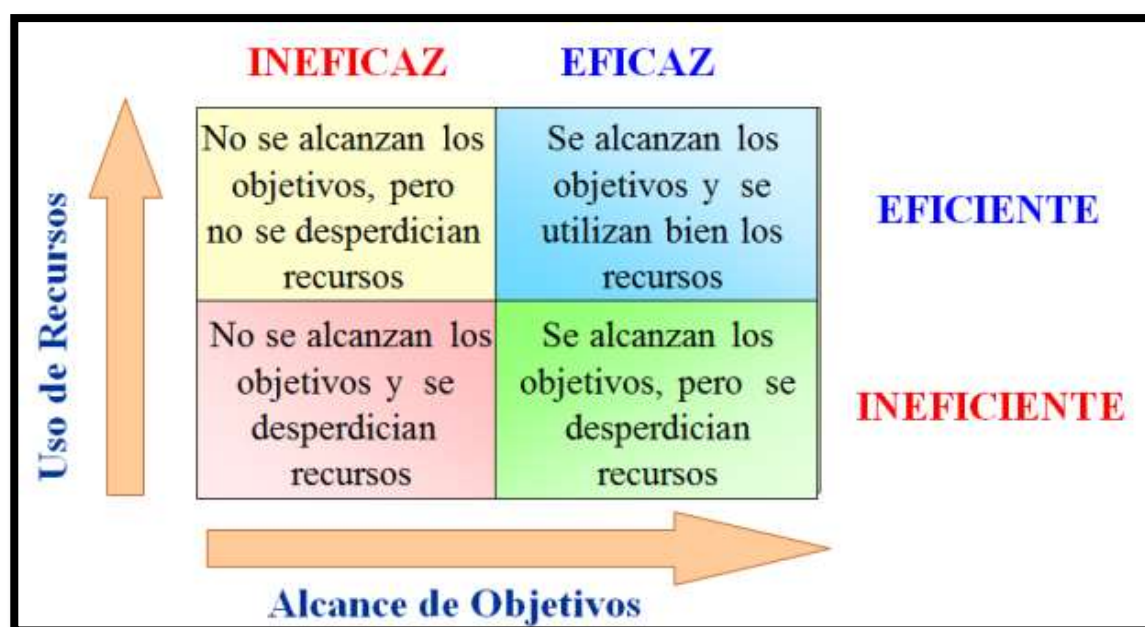 INEFICAZ
EFICAZ
No se alcanzan los
objetivos, pero
no se desperdician
recursos
Se alcanzan los
objetivos y se
utilizan bien los
recursos
EFICIENTE
No se alcanzan los
objetivos y se
desperdician
recursos
Se alcanzan los
objetivos, pero se
desperdician
recursos
INEFICIENTE
Uso de Recursos
Alcance de Objetivos